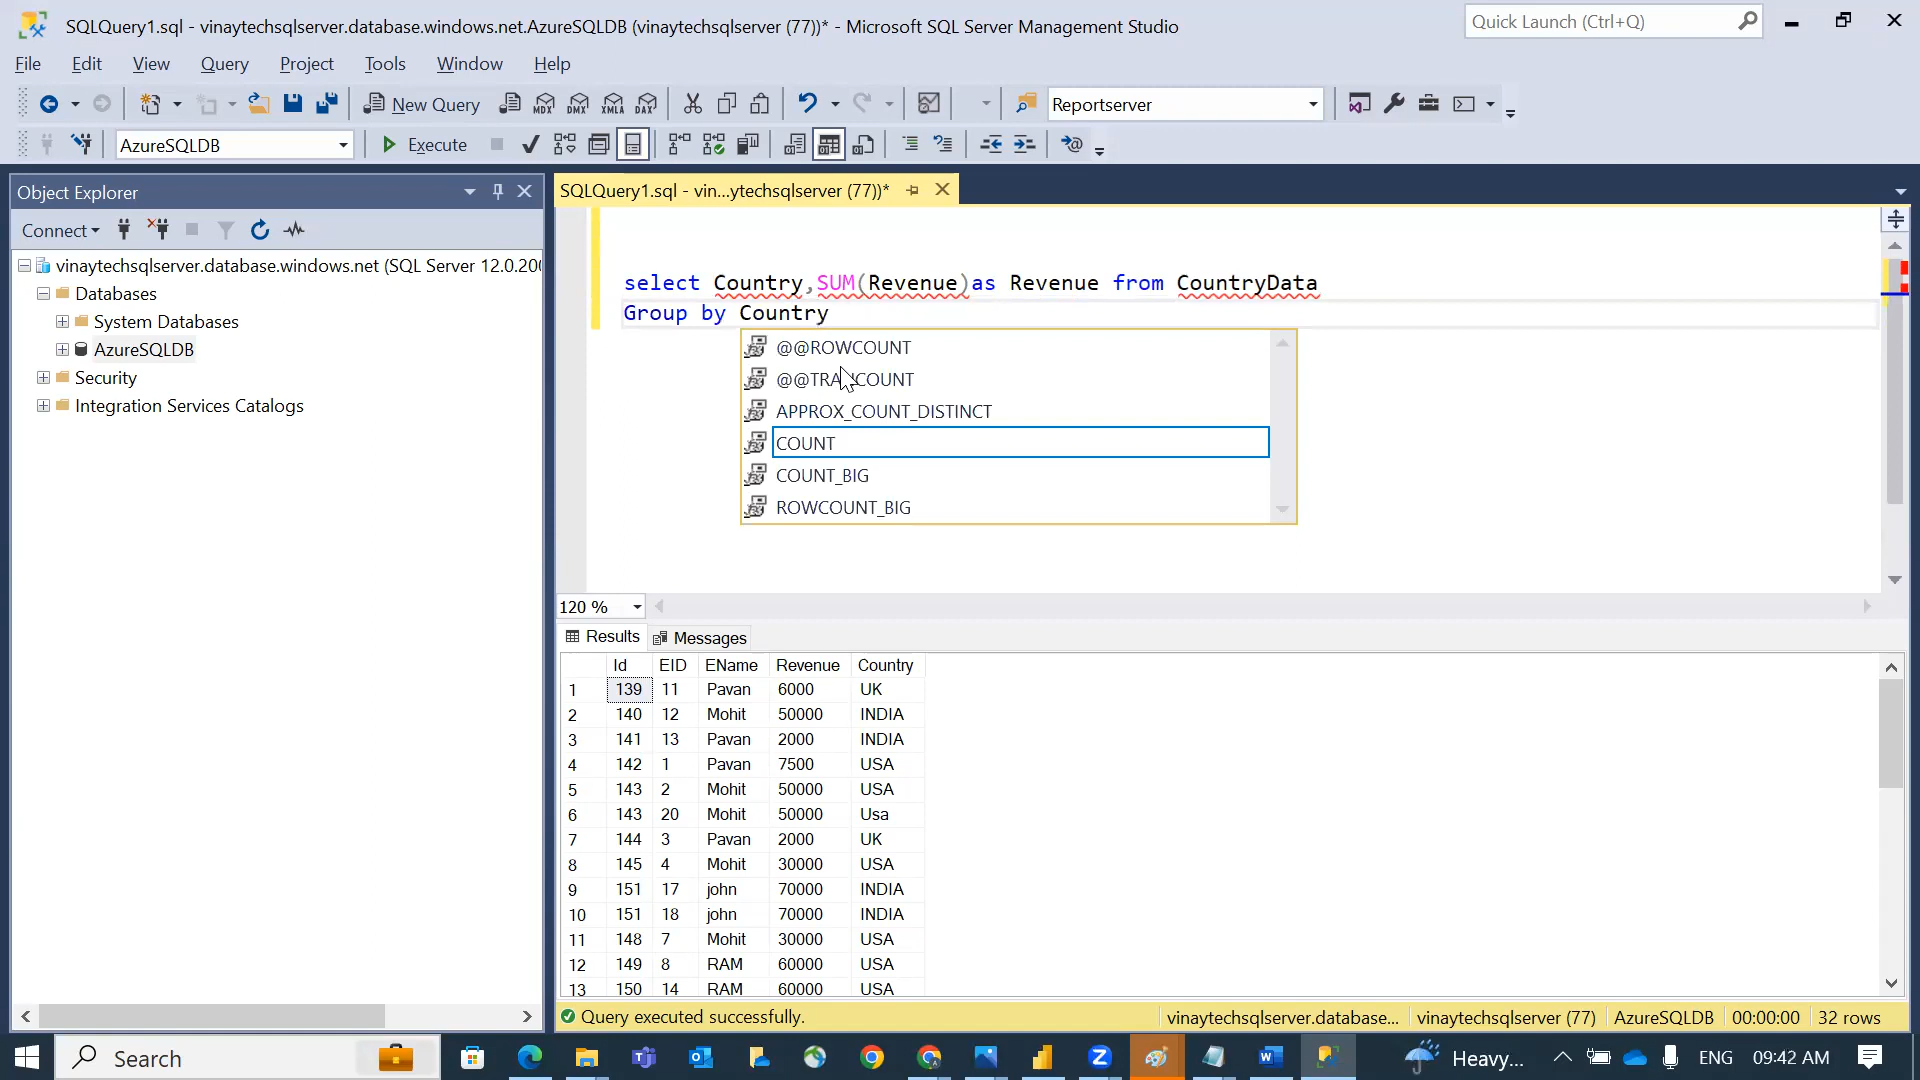 SQLQuery1.sql - vinaytechsqlserver.database.windows.net.AzureSQLDB (vinaytechsqlserver (77))* - Microsoft SQL Server Management Studio
Quick Launch (Ctrl+Q)
File Edit View Query Project Tools Window Help
New Query MDX DMX XMLA DAX Reportserver
AzureSQLDB Execute
Object Explorer
SQLQuery1.sql - vin...ytechsqlserver (77))*
Connect
vinaytechsqlserver.database.windows.net (SQL Server 12.0.200
Databases
System Databases
AzureSQLDB
Security
Integration Services Catalogs
select Country,SUM(Revenue)as Revenue from CountryData
Group by Country
@@ROWCOUNT
@@TRANCOUNT
APPROX_COUNT_DISTINCT
COUNT
COUNT_BIG
ROWCOUNT_BIG
120 %
Results Messages
Id EID EName Revenue Country
1 139 11 Pavan 6000 UK
2 140 12 Mohit 50000 INDIA
3 141 13 Pavan 2000 INDIA
4 142 1 Pavan 7500 USA
5 143 2 Mohit 50000 USA
6 143 20 Mohit 50000 Usa
7 144 3 Pavan 2000 UK
8 145 4 Mohit 30000 USA
9 151 17 john 70000 INDIA
10 151 18 john 70000 INDIA
11 148 7 Mohit 30000 USA
12 149 8 RAM 60000 USA
13 150 14 RAM 60000 USA
Query executed successfully. vinaytechsqlserver.database... vinaytechsqlserver (77) AzureSQLDB 00:00:00 32 rows
Search Heavy... ENG 09:42 AM